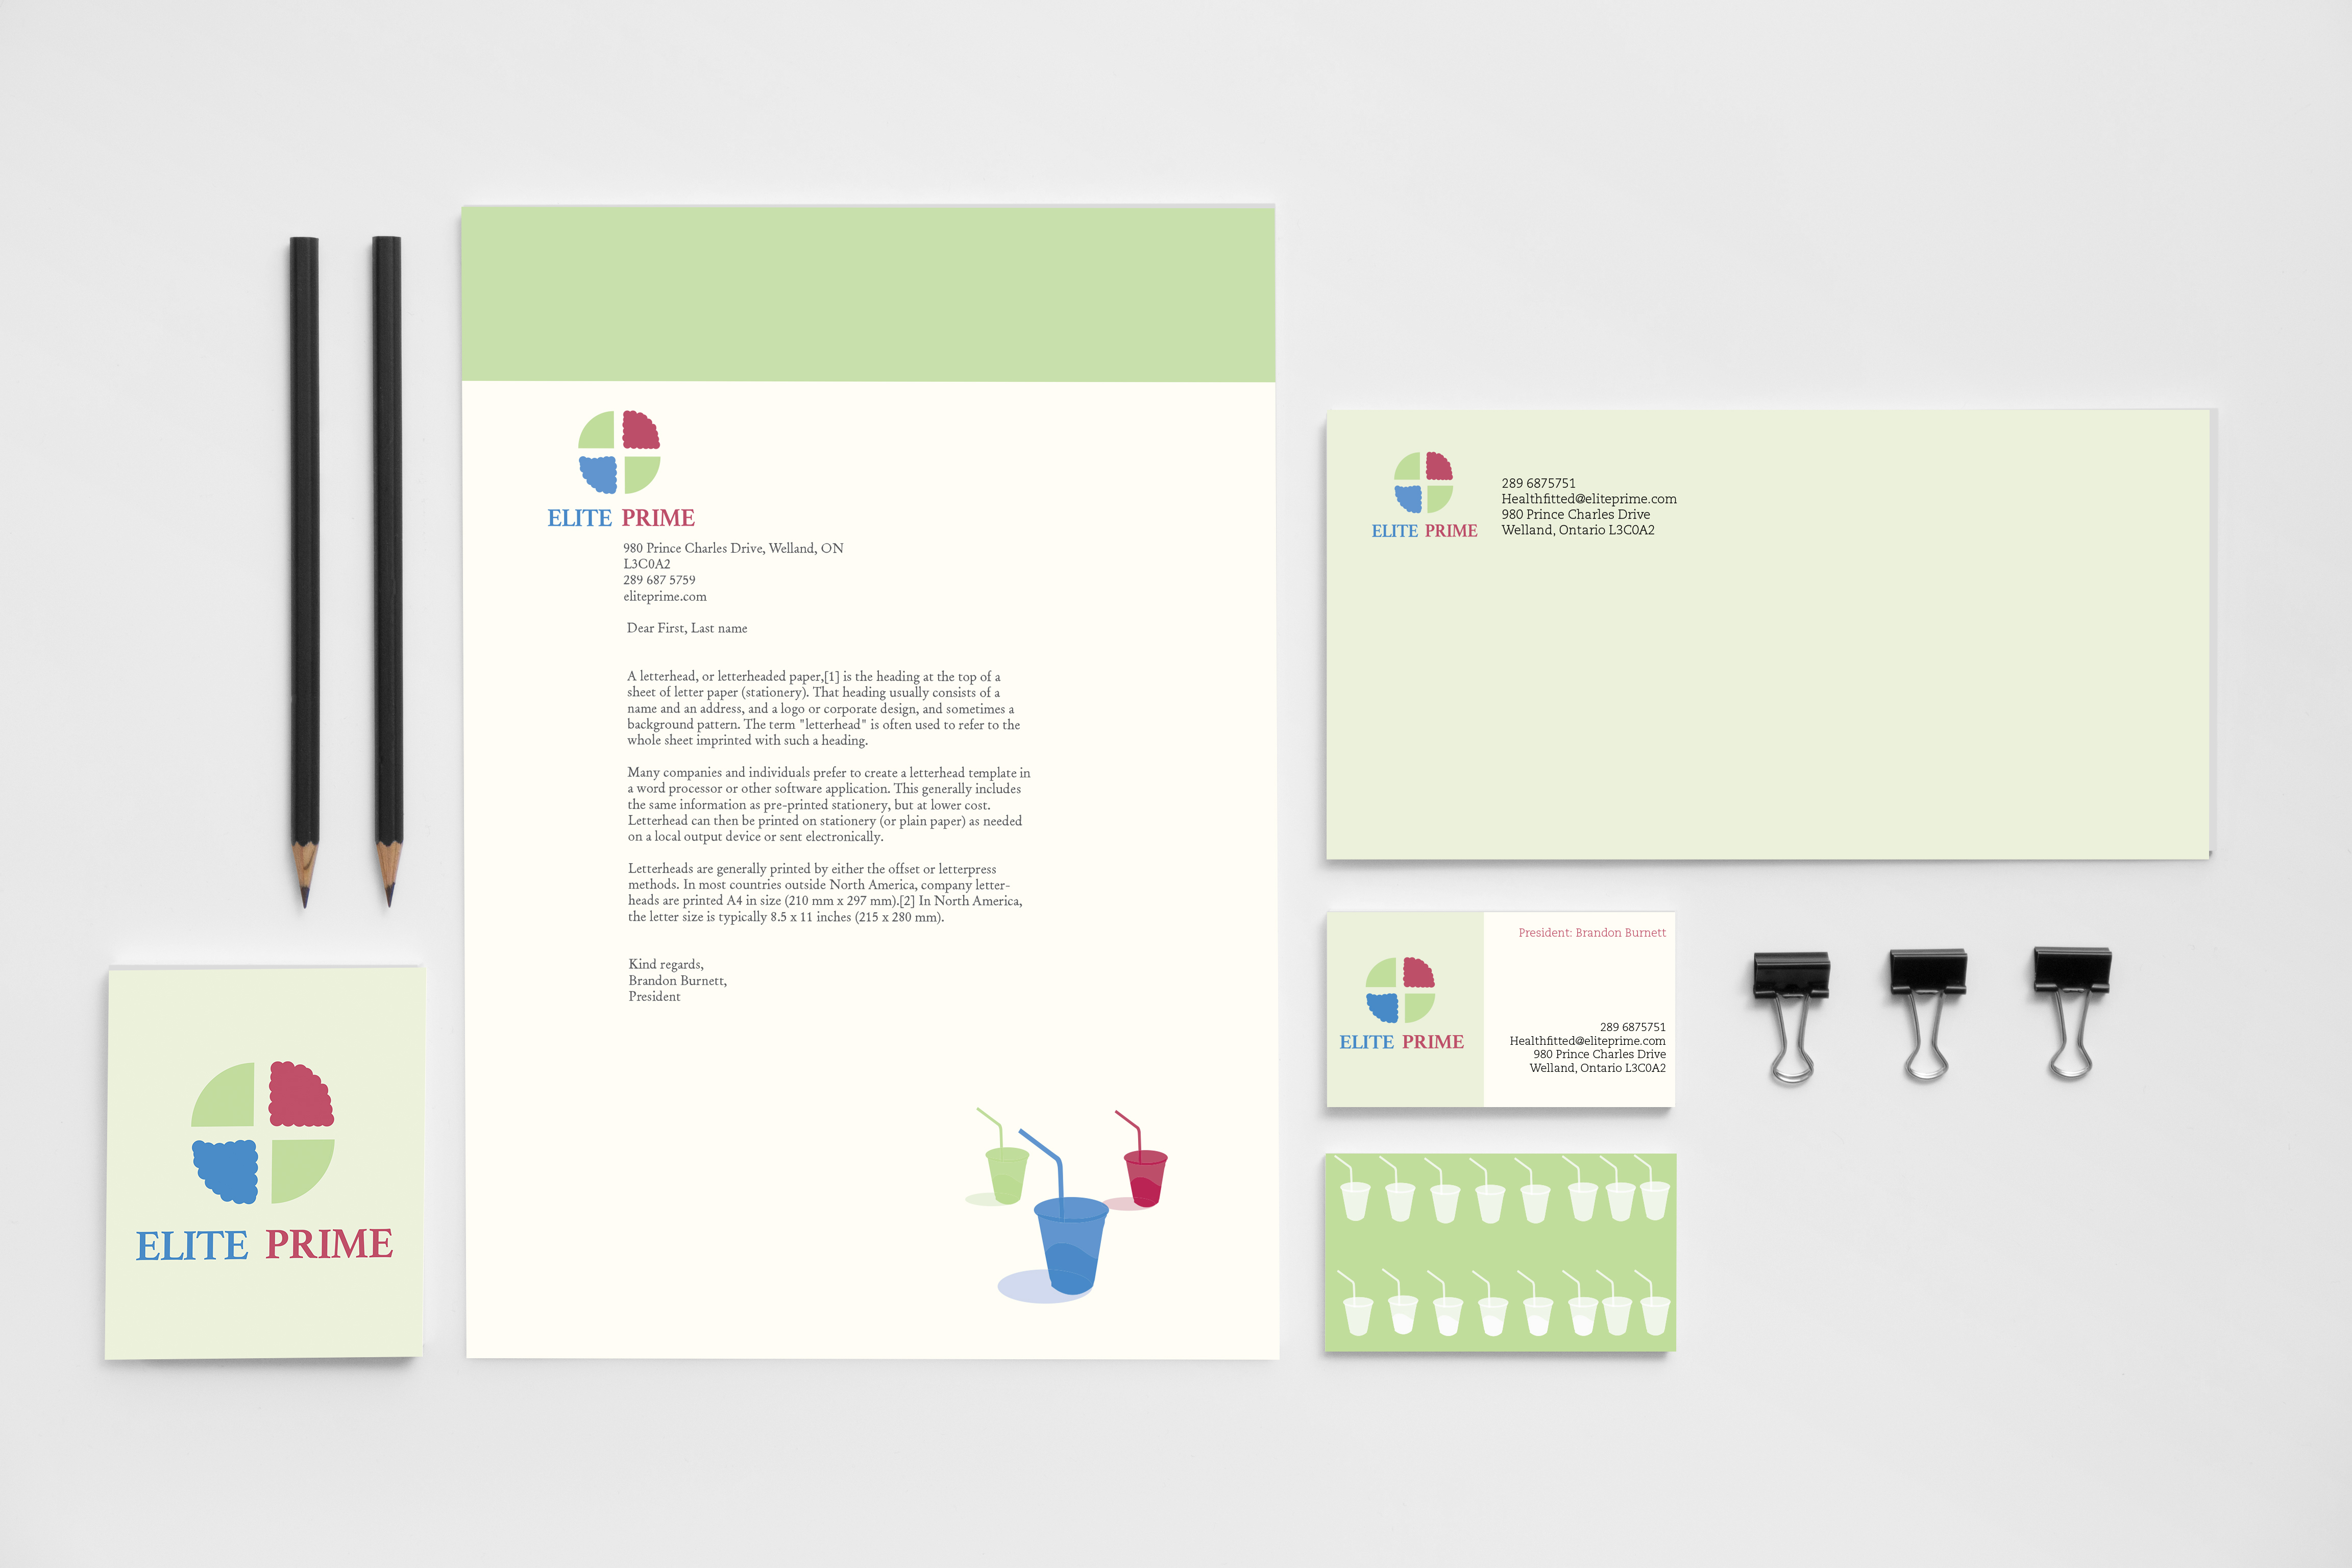 ELITE PRIME
980 Prince Charles Drive, Welland, ON
L3C0A2
289 687 5759
eliteprime.com
Dear First, Last name
A letterhead, or letterheaded paper,[1] is the heading at the top of a
sheet of letter paper (stationery). That heading usually consists of a
name and an address, and a logo or corporate design, and sometimes a
background pattern. The term "letterhead" is often used to refer to the
whole sheet imprinted with such a heading.
Many companies and individuals prefer to create a letterhead template in
a word processor or other software application. This generally includes
the same information as pre-printed stationery, but at lower cost.
Letterhead can then be printed on stationery (or plain paper) as needed
on a local output device or sent electronically.
Letterheads are generally printed by either the offset or letterpress
methods. In most countries outside North America, company letter-
heads are printed A4 in size (210 mm x 297 mm).[2] In North America,
the letter size is typically 8.5 x 11 inches (215 x 280 mm).
Kind regards,
Brandon Burnett,
President
ELITE PRIME
ELITE PRIME
289 6875751
Healthfitted@eliteprime.com
980 Prince Charles Drive
Welland, Ontario L3C0A2
ELITE PRIME
President: Brandon Burnett
289 6875751
Healthfitted@eliteprime.com
980 Prince Charles Drive
Welland, Ontario L3C0A2